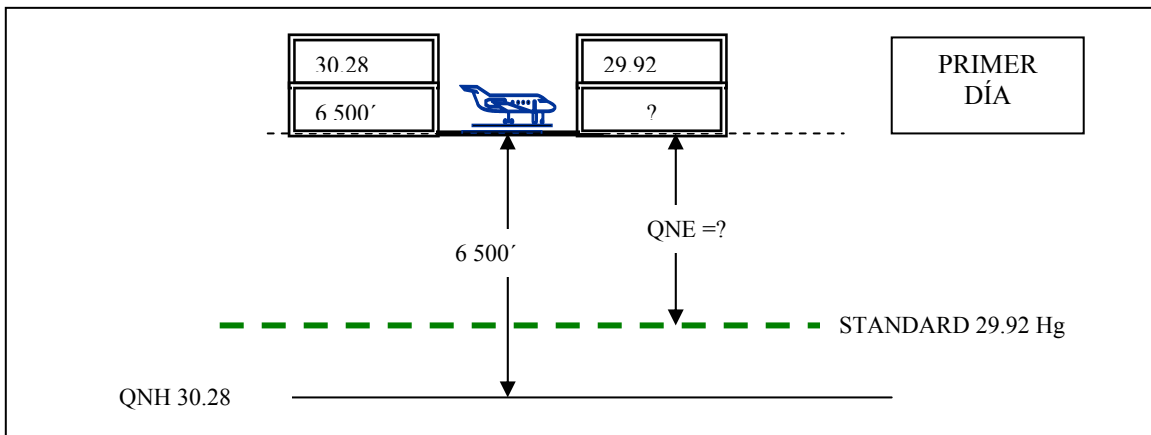 30.28
6 500´
29.92
?
PRIMER
DÍA
6 500´
QNE =?
STANDARD 29.92 Hg
QNH 30.28